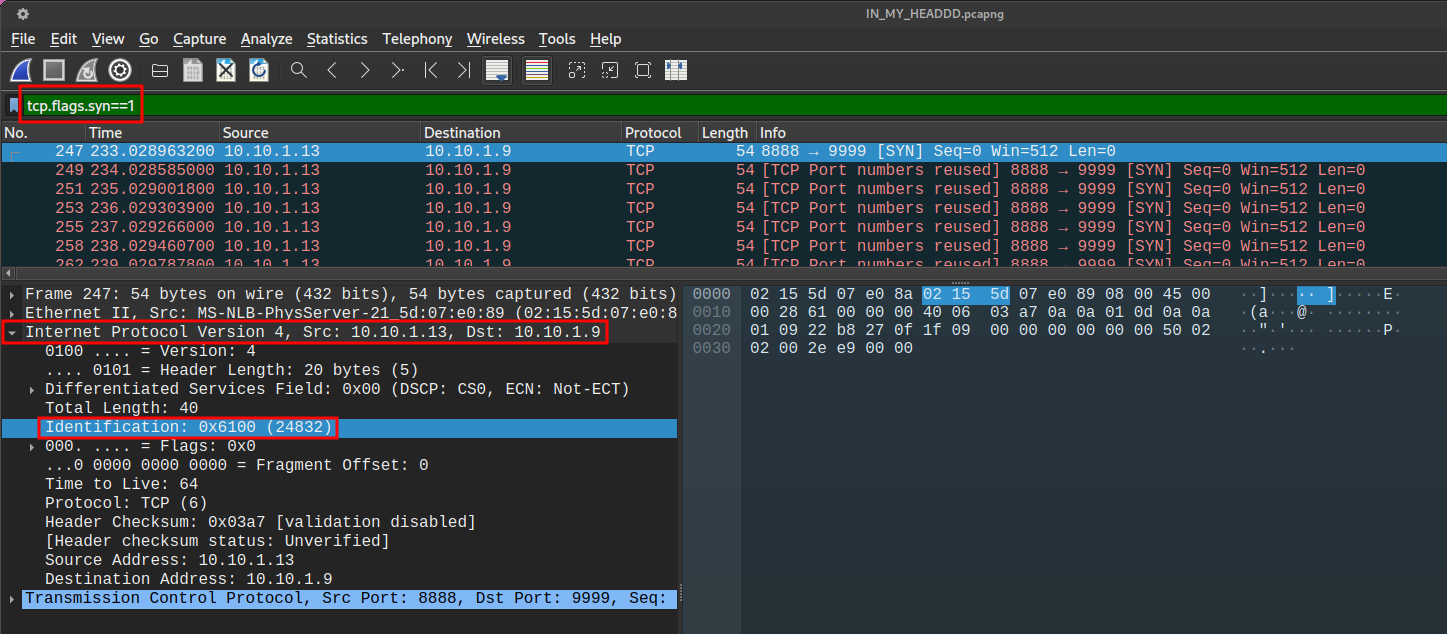 IN_MY_HEADDD.pcapng
File Edit View Go Capture Analyze Statistics Telephony Wireless Tools Help
tcp.flags.syn==1
No. Time Source Destination Protocol Length Info
247 233.028963200 10.10.1.13 10.10.1.9 TCP 54 8888 → 9999 [SYN] Seq=0 Win=512 Len=0
249 234.028585000 10.10.1.13 10.10.1.9 TCP 54 [TCP Port numbers reused] 8888 → 9999 [SYN] Seq=0 Win=512 Len=0
251 235.029001800 10.10.1.13 10.10.1.9 TCP 54 [TCP Port numbers reused] 8888 → 9999 [SYN] Seq=0 Win=512 Len=0
253 236.029303900 10.10.1.13 10.10.1.9 TCP 54 [TCP Port numbers reused] 8888 → 9999 [SYN] Seq=0 Win=512 Len=0
255 237.029266000 10.10.1.13 10.10.1.9 TCP 54 [TCP Port numbers reused] 8888 → 9999 [SYN] Seq=0 Win=512 Len=0
258 238.029460700 10.10.1.13 10.10.1.9 TCP 54 [TCP Port numbers reused] 8888 → 9999 [SYN] Seq=0 Win=512 Len=0
262 239.029787800 10.10.1.13 10.10.1.9 TCP 54 [TCP Port numbers reused] 8888 → 9999 [SYN] Seq=0 Win=512 Len=0
Frame 247: 54 bytes on wire (432 bits), 54 bytes captured (432 bits)
Ethernet II, Src: MS-NLB-PhysServer-21_5d:07:e0:89 (02:15:5d:07:e0:8
Internet Protocol Version 4, Src: 10.10.1.13, Dst: 10.10.1.9
0100 .... = Version: 4
.... 0101 = Header Length: 20 bytes (5)
Differentiated Services Field: 0x00 (DSCP: CS0, ECN: Not-ECT)
Total Length: 40
Identification: 0x6100 (24832)
000. .... = Flags: 0x0
...0 0000 0000 0000 = Fragment Offset: 0
Time to Live: 64
Protocol: TCP (6)
Header Checksum: 0x03a7 [validation disabled]
[Header checksum status: Unverified]
Source Address: 10.10.1.13
Destination Address: 10.10.1.9
Transmission Control Protocol, Src Port: 8888, Dst Port: 9999, Seq:
0000 02 15 5d 07 e0 8a 02 15 5d 07 e0 89 08 00 45 00 ··]·····]·····E·
0010 00 28 61 00 00 00 40 06 03 a7 0a 0a 01 0d 0a 0a ·(a···@·········
0020 01 09 22 b8 27 0f 1f 09 00 00 00 00 00 00 50 02 ··"·'·········P·
0030 02 00 2e e9 00 00 ··.···